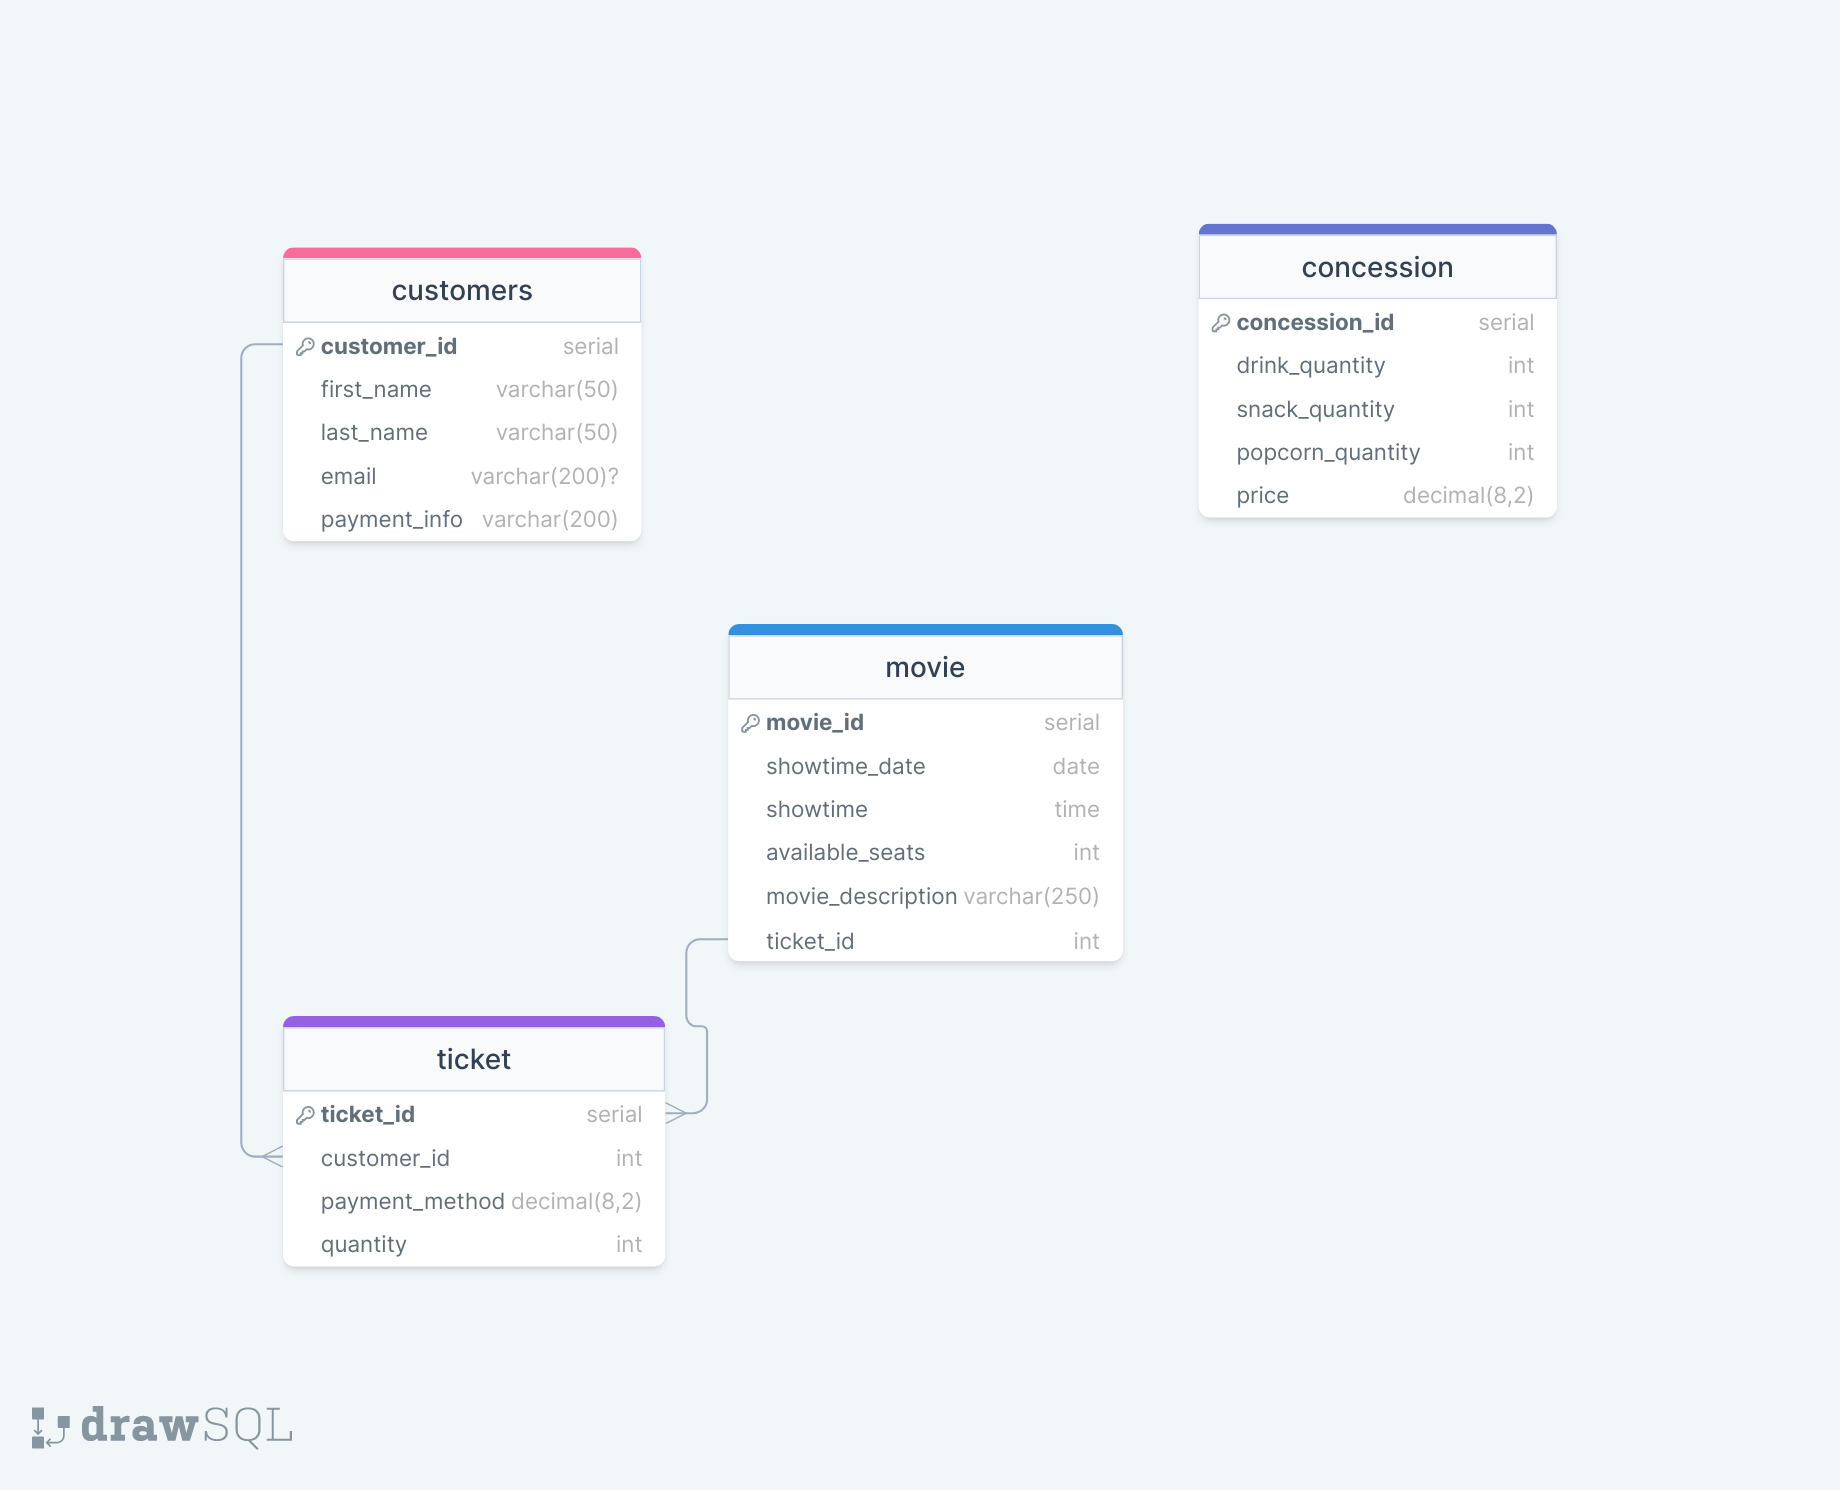 customers
customer_id serial
first_name varchar(50)
last_name varchar(50)
email varchar(200)?
payment_info varchar(200)
concession
concession_id serial
drink_quantity int
snack_quantity int
popcorn_quantity int
price decimal(8,2)
movie
movie_id serial
showtime_date date
showtime time
available_seats int
movie_description varchar(250)
ticket_id int
ticket
ticket_id serial
customer_id int
payment_method decimal(8,2)
quantity int
drawSQL